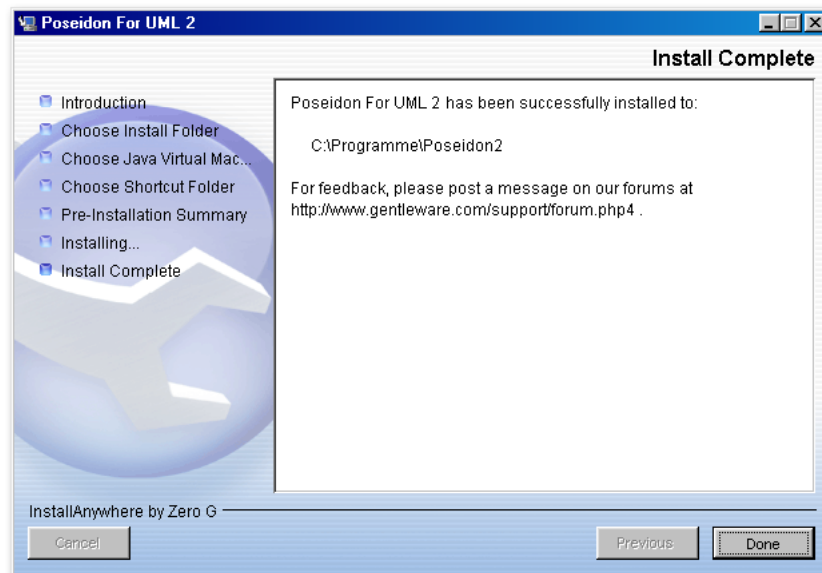 Poseidon For UML 2
Install Complete
Introduction
Choose Install Folder
Choose Java Virtual Mac...
Choose Shortcut Folder
Pre-Installation Summary
Installing...
Install Complete
Poseidon For UML 2 has been successfully installed to:
C:\Programme\Poseidon2
For feedback, please post a message on our forums at
http://www.gentleware.com/support/forum.php4 .
InstallAnywhere by Zero G
Cancel
Previous
Done